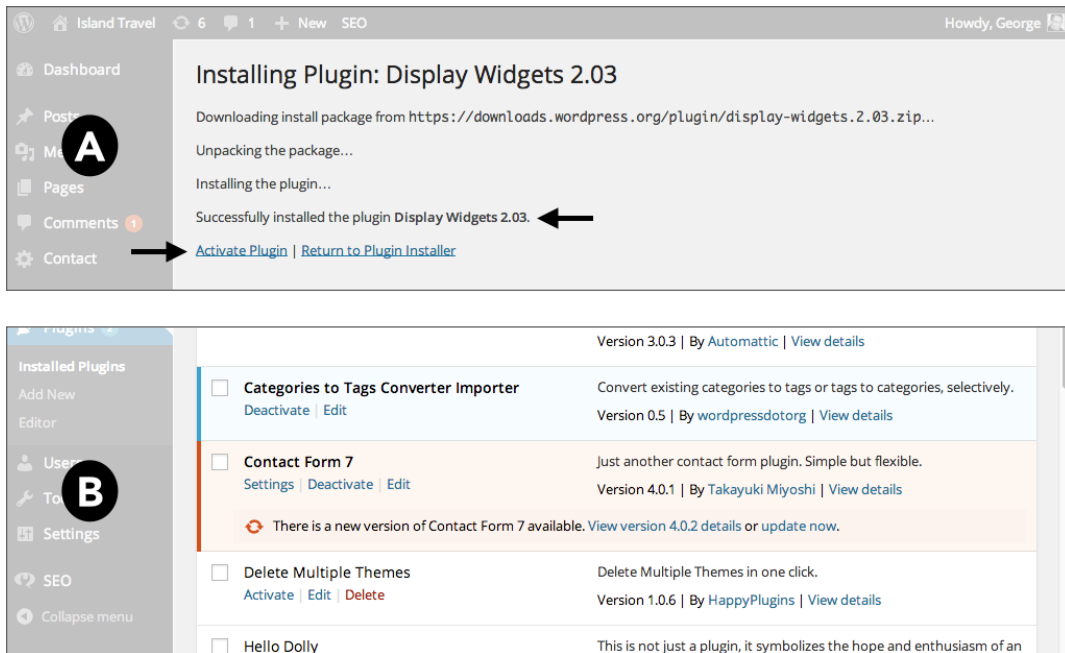 Island Travel 6 1 + New SEO Howdy, George
Dashboard
Posts
Pages
Comments 1
Contact
A
Installing Plugin: Display Widgets 2.03
Downloading install package from https://downloads.wordpress.org/plugin/display-widgets.2.03.zip…
Unpacking the package…
Installing the plugin…
Successfully installed the plugin Display Widgets 2.03.
Activate Plugin | Return to Plugin Installer
Plugins
Installed Plugins
Add New
Editor
Users
B
Settings
SEO
Collapse menu
Version 3.0.3 | By Automattic | View details
Categories to Tags Converter Importer
Deactivate | Edit
Convert existing categories to tags or tags to categories, selectively.
Version 0.5 | By wordpressdotorg | View details
Contact Form 7
Settings | Deactivate | Edit
Just another contact form plugin. Simple but flexible.
Version 4.0.1 | By Takayuki Miyoshi | View details
There is a new version of Contact Form 7 available. View version 4.0.2 details or update now.
Delete Multiple Themes
Activate | Edit | Delete
Delete Multiple Themes in one click.
Version 1.0.6 | By HappyPlugins | View details
Hello Dolly
This is not just a plugin, it symbolizes the hope and enthusiasm of an